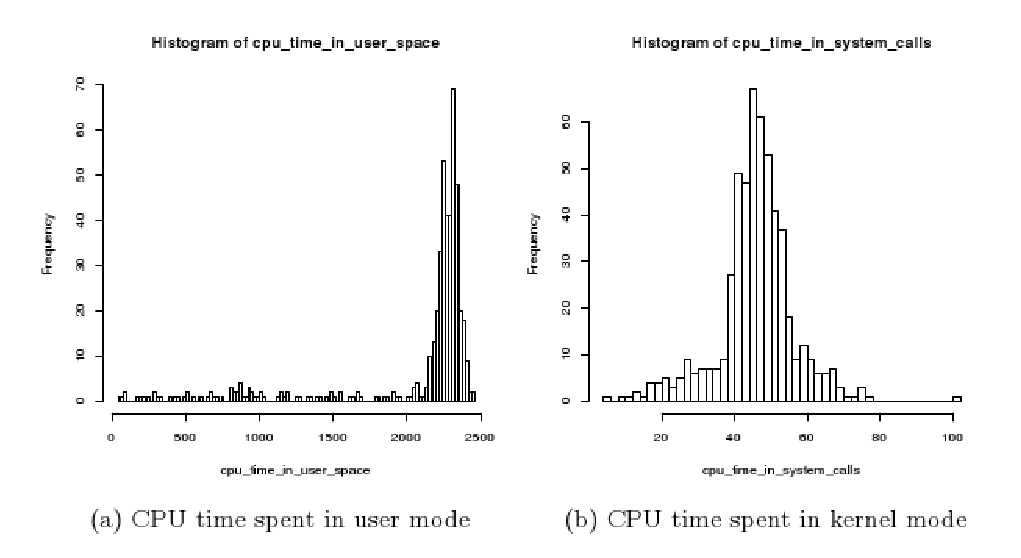 Histogram of cpu_time_in_user_space
Frequency
0
10
20
30
40
50
60
70
0 500 1000 1500 2000 2500
cpu_time_in_user_space
(a) CPU time spent in user mode
Histogram of cpu_time_in_system_calls
Frequency
0
10
20
30
40
50
60
20 40 60 80 100
cpu_time_in_system_calls
(b) CPU time spent in kernel mode